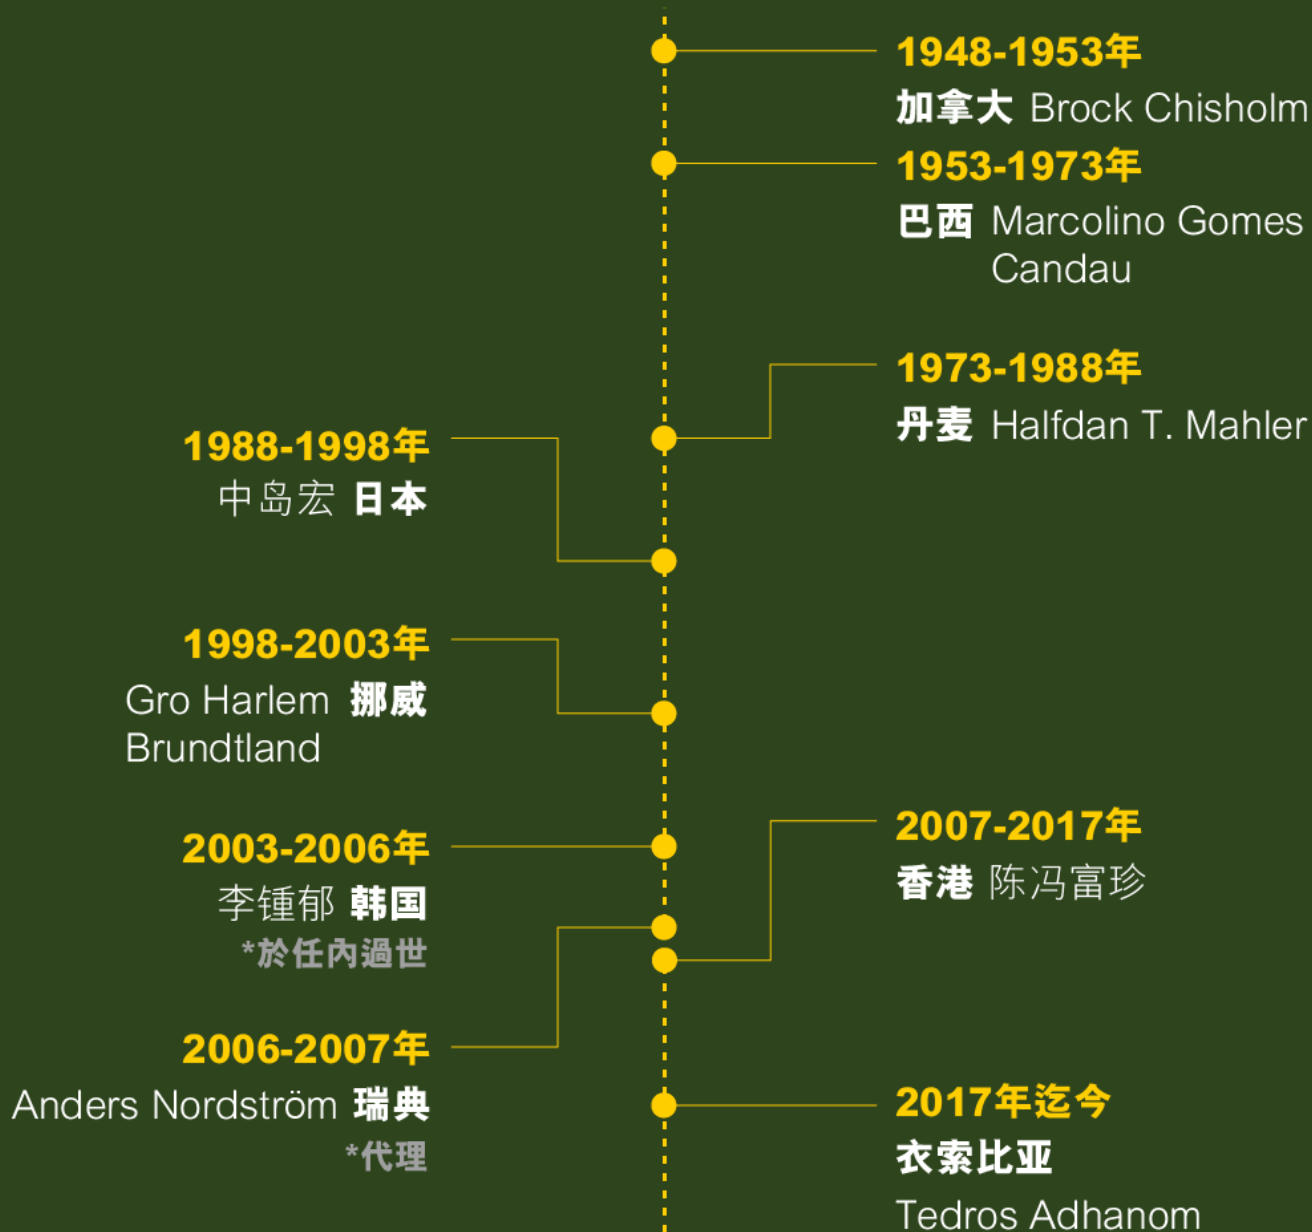 1948-1953年
加拿大 Brock Chisholm
1953-1973年
巴西 Marcolino Gomes
Candau
1973-1988年
丹麦 Halfdan T. Mahler
1988-1998年
中岛宏 日本
1998-2003年
Gro Harlem 挪威
Brundtland
2003-2006年
李锺郁 韩国
*於任內過世
2006-2007年
Anders Nordström 瑞典
*代理
2007-2017年
香港 陈冯富珍
2017年迄今
衣索比亚
Tedros Adhanom